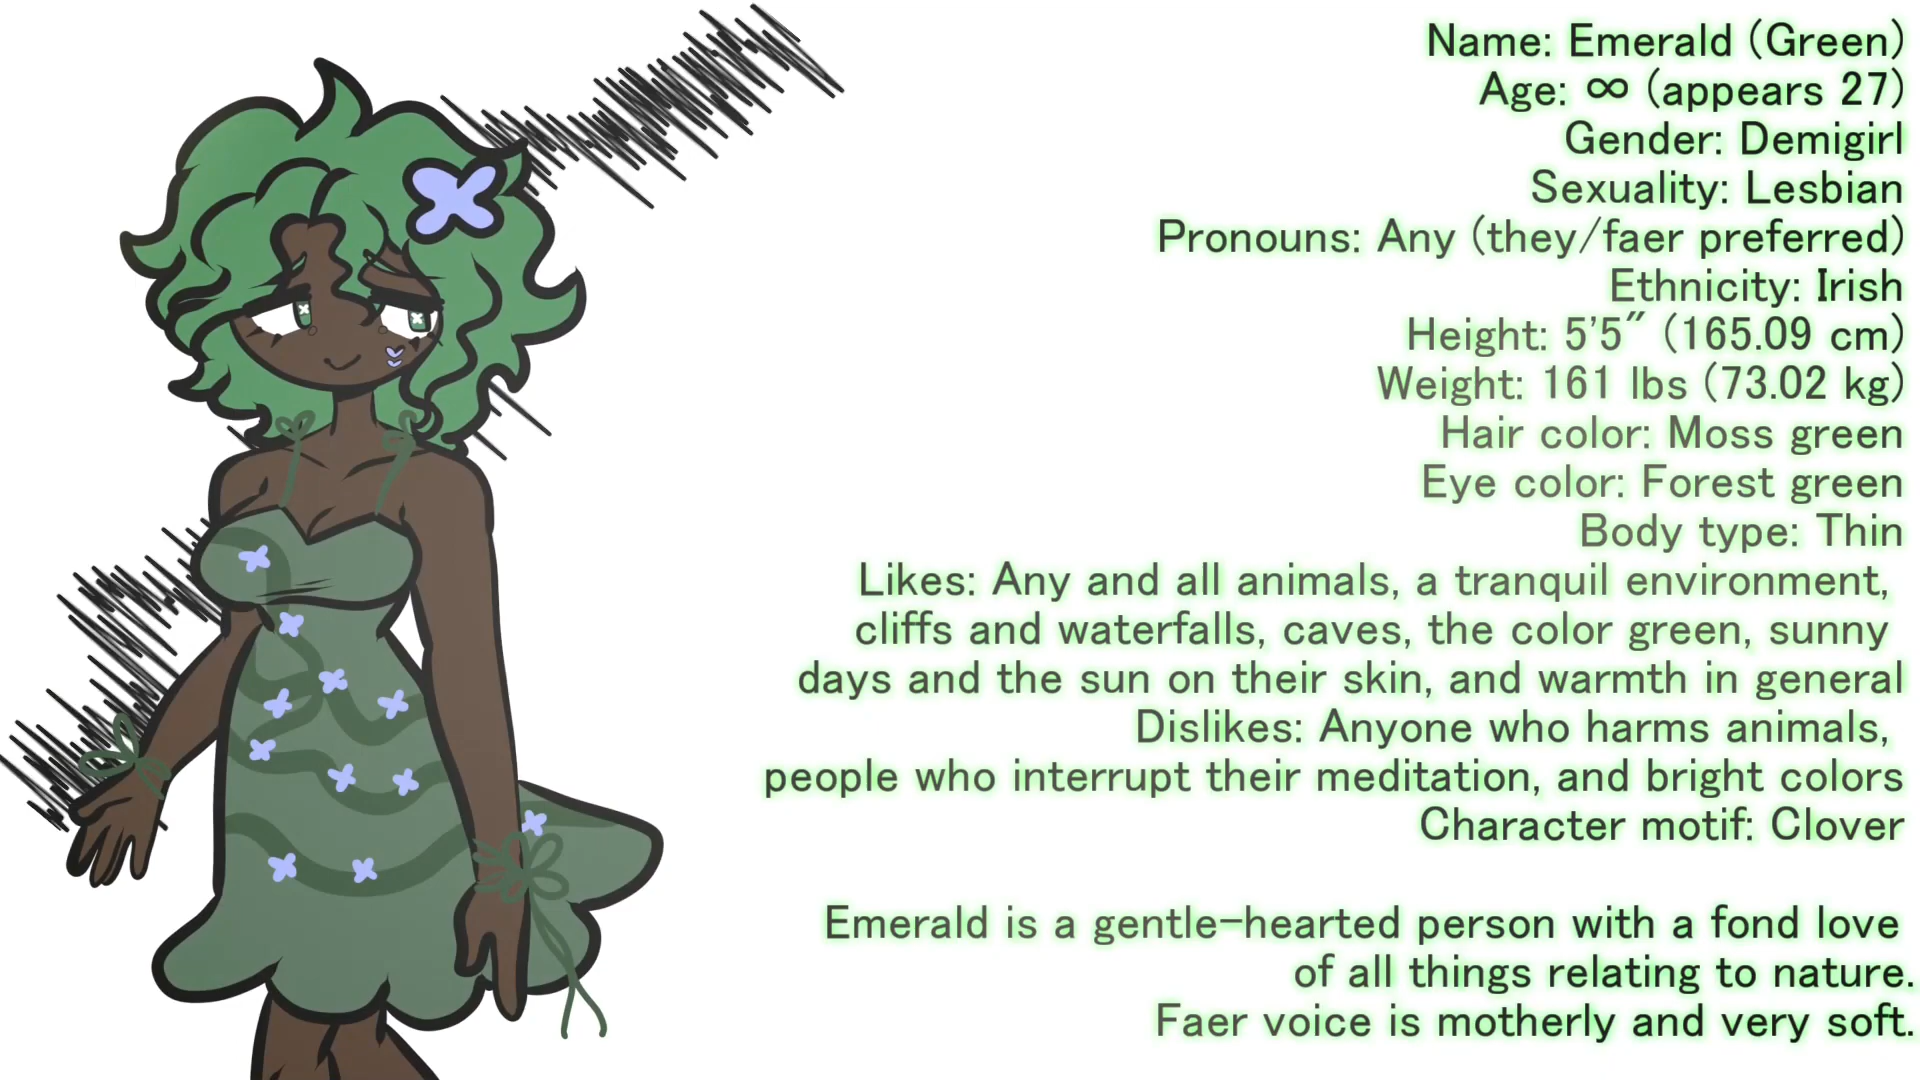 Name: Emerald (Green)
Age: ∞ (appears 27)
Gender: Demigirl
Sexuality: Lesbian
Pronouns: Any (they/faer preferred)
Ethnicity: Irish
Height: 5'5" (165.09 cm)
Weight: 161 lbs (73.02 kg)
Hair color: Moss green
Eye color: Forest green
Body type: Thin
Likes: Any and all animals, a tranquil environment,
cliffs and waterfalls, caves, the color green, sunny
days and the sun on their skin, and warmth in general
Dislikes: Anyone who harms animals,
people who interrupt their meditation, and bright colors
Character motif: Clover
Emerald is a gentle-hearted person with a fond love
of all things relating to nature.
Faer voice is motherly and very soft.